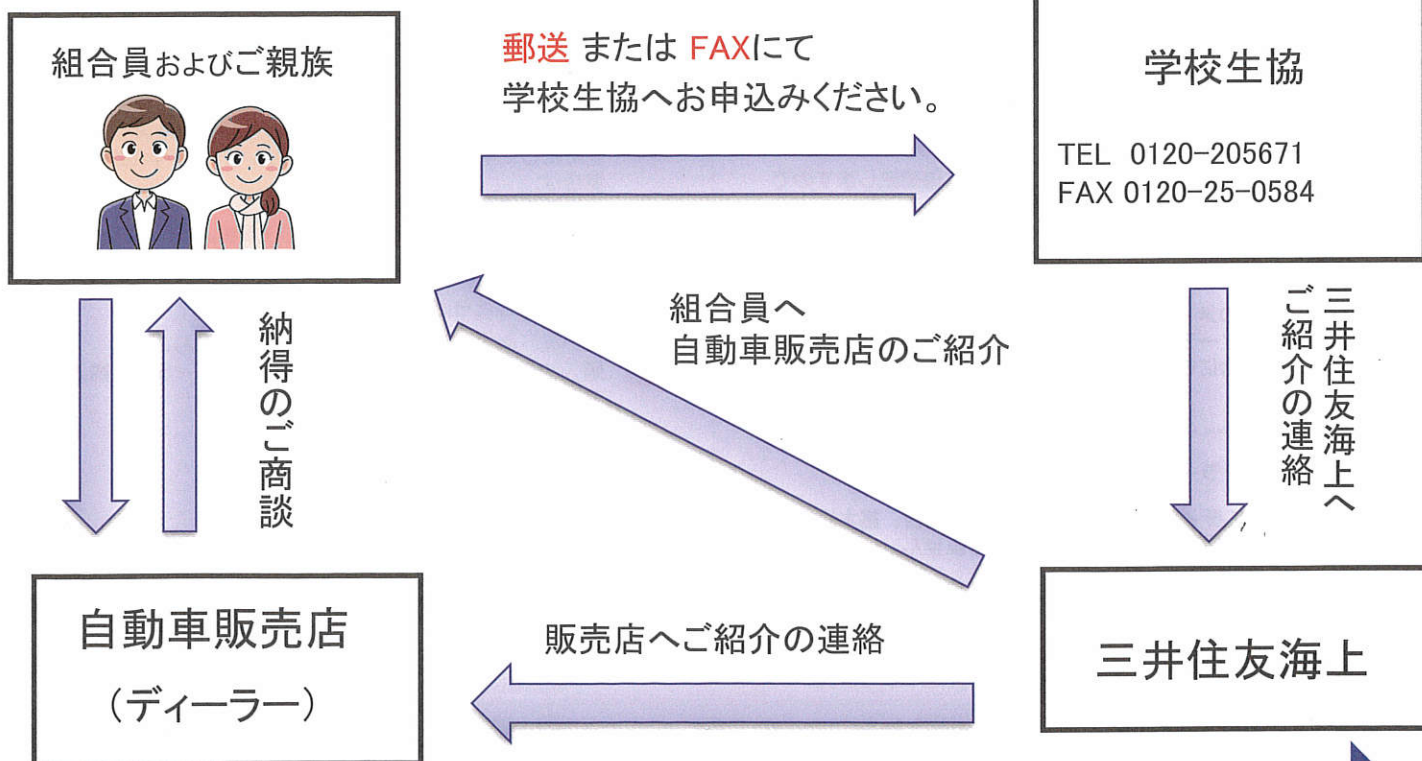 組合員およびご親族
郵送 または FAXにて
学校生協へお申込みください。
学校生協
TEL 0120-205671
FAX 0120-25-0584
組合員へ
自動車販売店のご紹介
三井住友海上へ
ご紹介の連絡
納得のご商談
自動車販売店
(ディーラー)
販売店へご紹介の連絡
三井住友海上